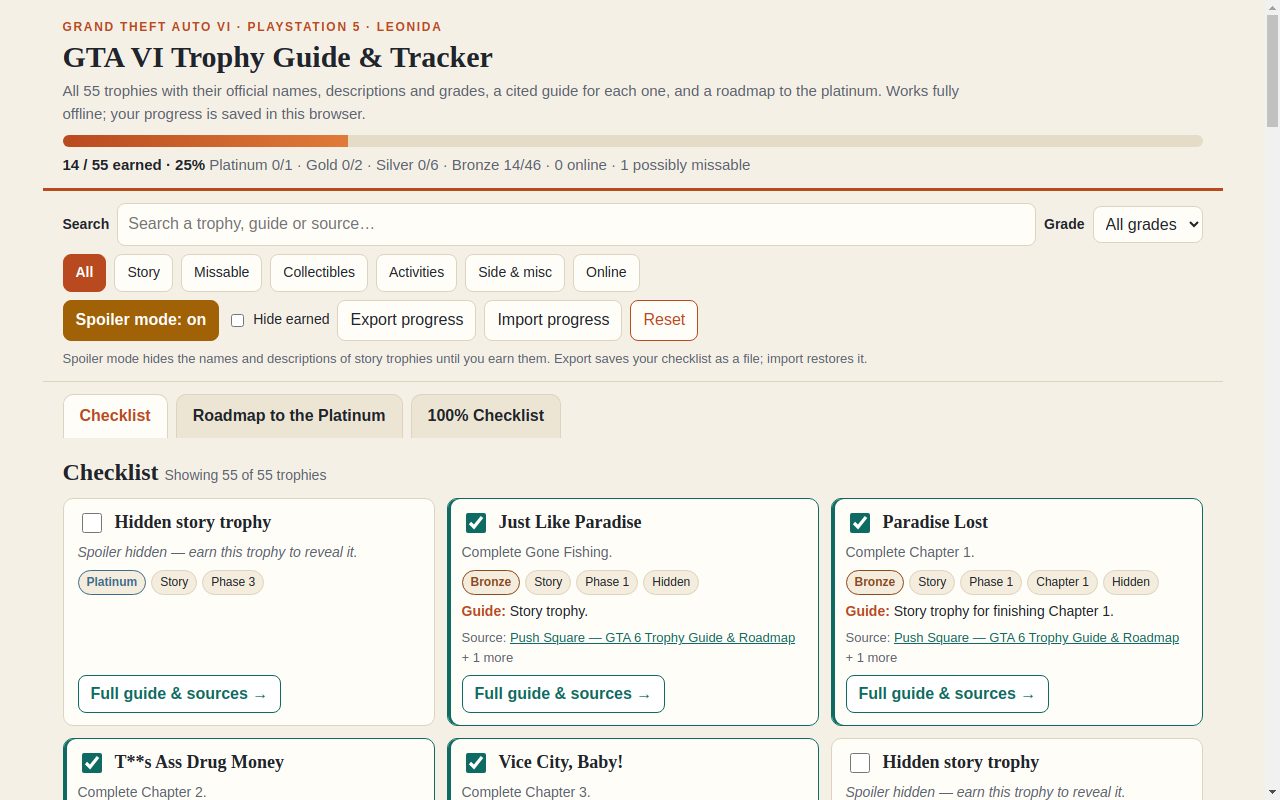 GRAND THEFT AUTO VI · PLAYSTATION 5 · LEONIDA
GTA VI Trophy Guide & Tracker
All 55 trophies with their official names, descriptions and grades, a cited guide for each one, and a roadmap to the platinum. Works fully
offline; your progress is saved in this browser.
14 / 55 earned · 25% Platinum 0/1 · Gold 0/2 · Silver 0/6 · Bronze 14/46 · 0 online · 1 possibly missable
Search Search a trophy, guide or source… Grade All grades
All Story Missable Collectibles Activities Side & misc Online
Spoiler mode: on Hide earned Export progress Import progress Reset
Spoiler mode hides the names and descriptions of story trophies until you earn them. Export saves your checklist as a file; import restores it.
Checklist Roadmap to the Platinum 100% Checklist
Checklist Showing 55 of 55 trophies
Hidden story trophy
Spoiler hidden — earn this trophy to reveal it.
Platinum Story Phase 3
Full guide & sources →
Just Like Paradise
Complete Gone Fishing.
Bronze Story Phase 1 Hidden
Guide: Story trophy.
Source: Push Square — GTA 6 Trophy Guide & Roadmap
+ 1 more
Full guide & sources →
Paradise Lost
Complete Chapter 1.
Bronze Story Phase 1 Chapter 1 Hidden
Guide: Story trophy for finishing Chapter 1.
Source: Push Square — GTA 6 Trophy Guide & Roadmap
+ 1 more
Full guide & sources →
T**s Ass Drug Money
Complete Chapter 2.
Vice City, Baby!
Complete Chapter 3.
Hidden story trophy
Spoiler hidden — earn this trophy to reveal it.